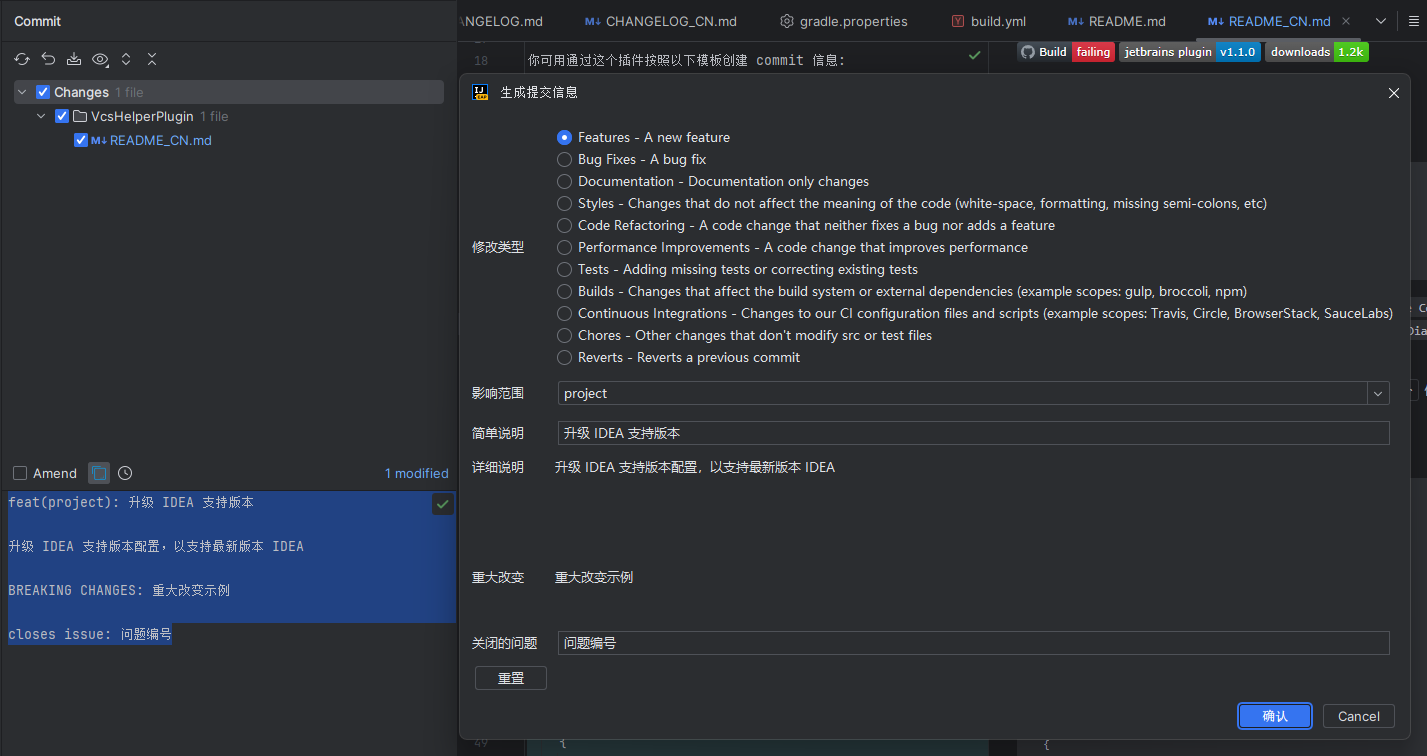 Commit
ANGELOG.md
CHANGELOG_CN.md
gradle.properties
build.yml
README.md
README_CN.md
Changes 1 file
VcsHelperPlugin 1 file
README_CN.md
18 你可用通过这个插件按照以下模板创建 commit 信息:
Build failing
jetbrains plugin v1.1.0
downloads 1.2k
生成提交信息
修改类型
Features - A new feature
Bug Fixes - A bug fix
Documentation - Documentation only changes
Styles - Changes that do not affect the meaning of the code (white-space, formatting, missing semi-colons, etc)
Code Refactoring - A code change that neither fixes a bug nor adds a feature
Performance Improvements - A code change that improves performance
Tests - Adding missing tests or correcting existing tests
Builds - Changes that affect the build system or external dependencies (example scopes: gulp, broccoli, npm)
Continuous Integrations - Changes to our CI configuration files and scripts (example scopes: Travis, Circle, BrowserStack, SauceLabs)
Chores - Other changes that don't modify src or test files
Reverts - Reverts a previous commit
影响范围 project
简单说明 升级 IDEA 支持版本
详细说明 升级 IDEA 支持版本配置，以支持最新版本 IDEA
重大改变 重大改变示例
关闭的问题 问题编号
重置
确认
Cancel
Amend
1 modified
feat(project): 升级 IDEA 支持版本
升级 IDEA 支持版本配置，以支持最新版本 IDEA
BREAKING CHANGES: 重大改变示例
closes issue: 问题编号
49 {
{